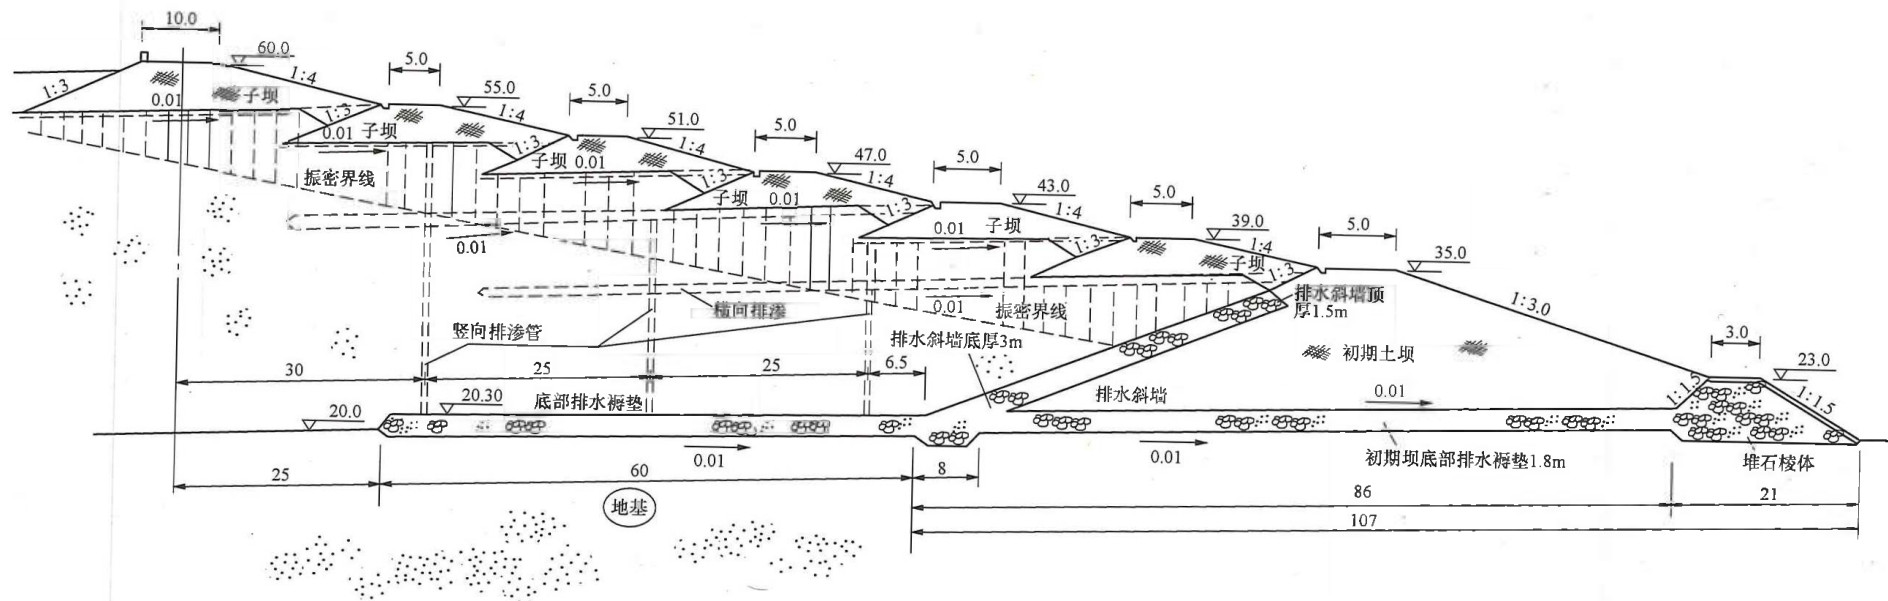 10.0
60.0
1:4
5.0
1:3
0.01
子坝
55.0
5.0
1:4
1:3
0.01
子坝
51.0
5.0
1:4
1:3
子坝
0.01
振密界线
47.0
5.0
1:4
1:3
子坝
0.01
43.0
5.0
1:4
1:3
0.01
子坝
0.01
39.0
5.0
1:4
1:3
子坝
1:3
35.0
1:3.0
横向排渗
0.01
振密界线
排水斜墙顶
厚1.5m
竖向排渗管
排水斜墙底厚3m
初期土坝
3.0
23.0
30
25
25
6.5
排水斜墙
0.01
1:1.5
20.0
20.30
底部排水褥垫
0.01
0.01
初期坝底部排水褥垫1.8m
堆石棱体
25
60
8
86
21
地基
107